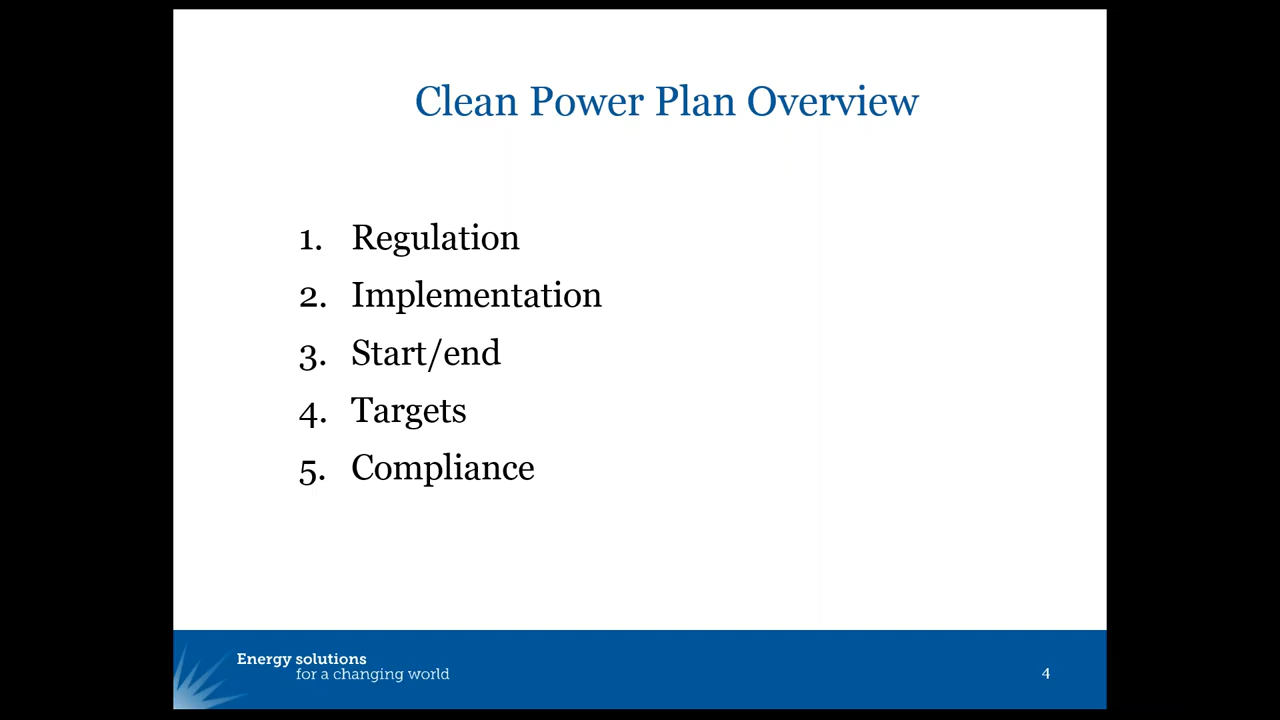 Clean Power Plan Overview
1. Regulation
2. Implementation
3. Start/end
4. Targets
5. Compliance
Energy solutions
for a changing world
4